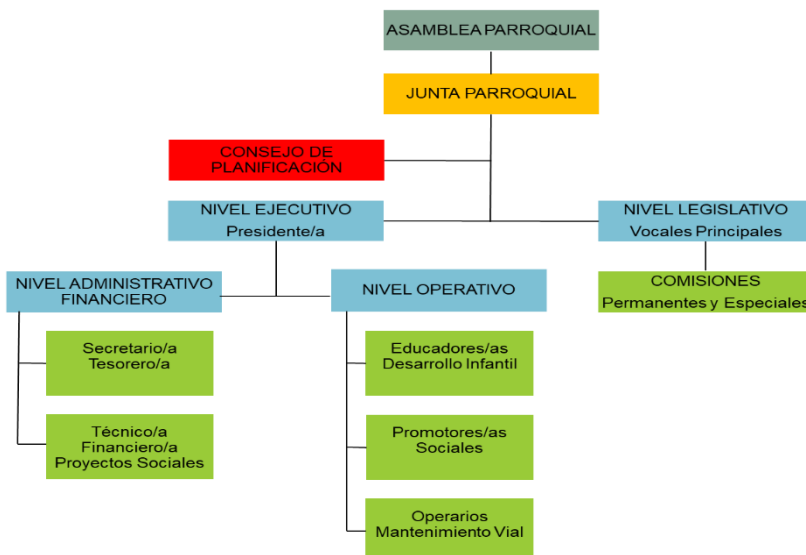 ASAMBLEA PARROQUIAL
JUNTA PARROQUIAL
CONSEJO DE
PLANIFICACIÓN
NIVEL EJECUTIVO
Presidente/a
NIVEL LEGISLATIVO
Vocales Principales
NIVEL ADMINISTRATIVO
FINANCIERO
NIVEL OPERATIVO
COMISIONES
Permanentes y Especiales
Secretario/a
Tesorero/a
Educadores/as
Desarrollo Infantil
Técnico/a
Financiero/a
Proyectos Sociales
Promotores/as
Sociales
Operarios
Mantenimiento Vial